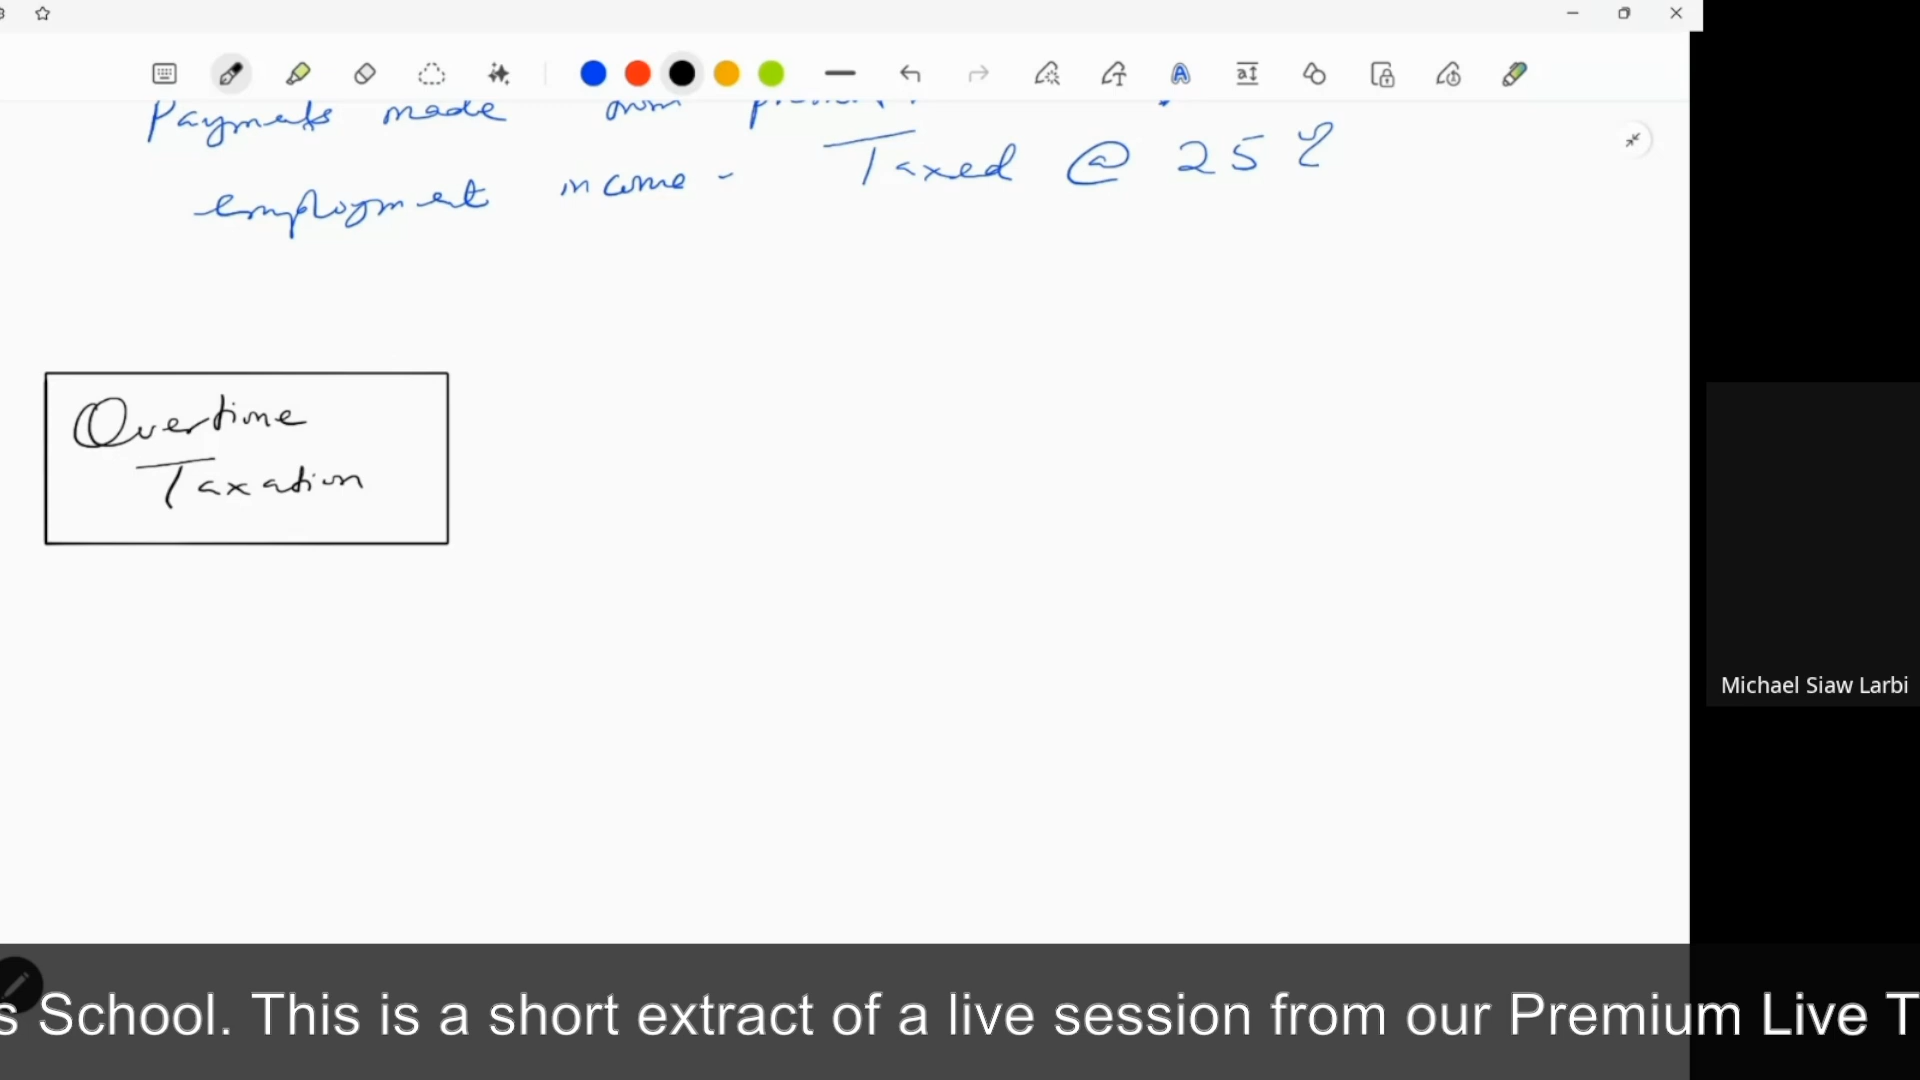 Payments made
employment income - Taxed @ 25 %
Overtime
Taxation
Michael Siaw Larbi
s School. This is a short extract of a live session from our Premium Live T